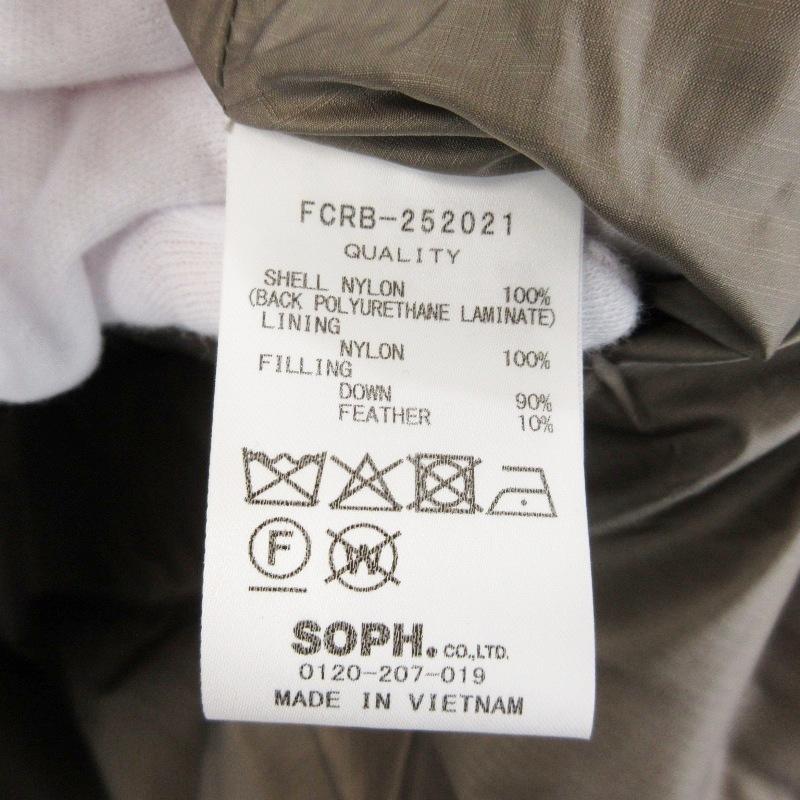 FCRB-252021
QUALITY
SHELL NYLON 100%
(BACK POLYURETHANE LAMINATE)
LINING
NYLON 100%
FILLING
DOWN 90%
FEATHER 10%
F W
SOPH. CO.,LTD.
0120-207-019
MADE IN VIETNAM